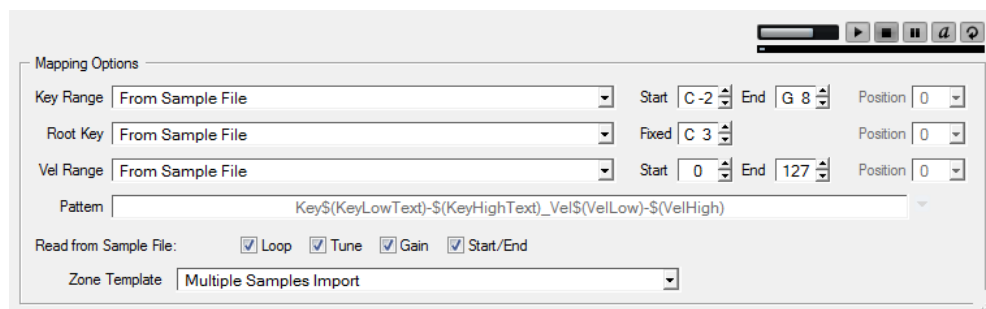 a
Mapping Options
Key Range From Sample File Start C -2 End G 8 Position 0
Root Key From Sample File Fixed C 3 Position 0
Vel Range From Sample File Start 0 End 127 Position 0
Pattern Key$(KeyLowText)-$(KeyHighText)_Vel$(VelLow)-$(VelHigh)
Read from Sample File: Loop Tune Gain Start/End
Zone Template Multiple Samples Import